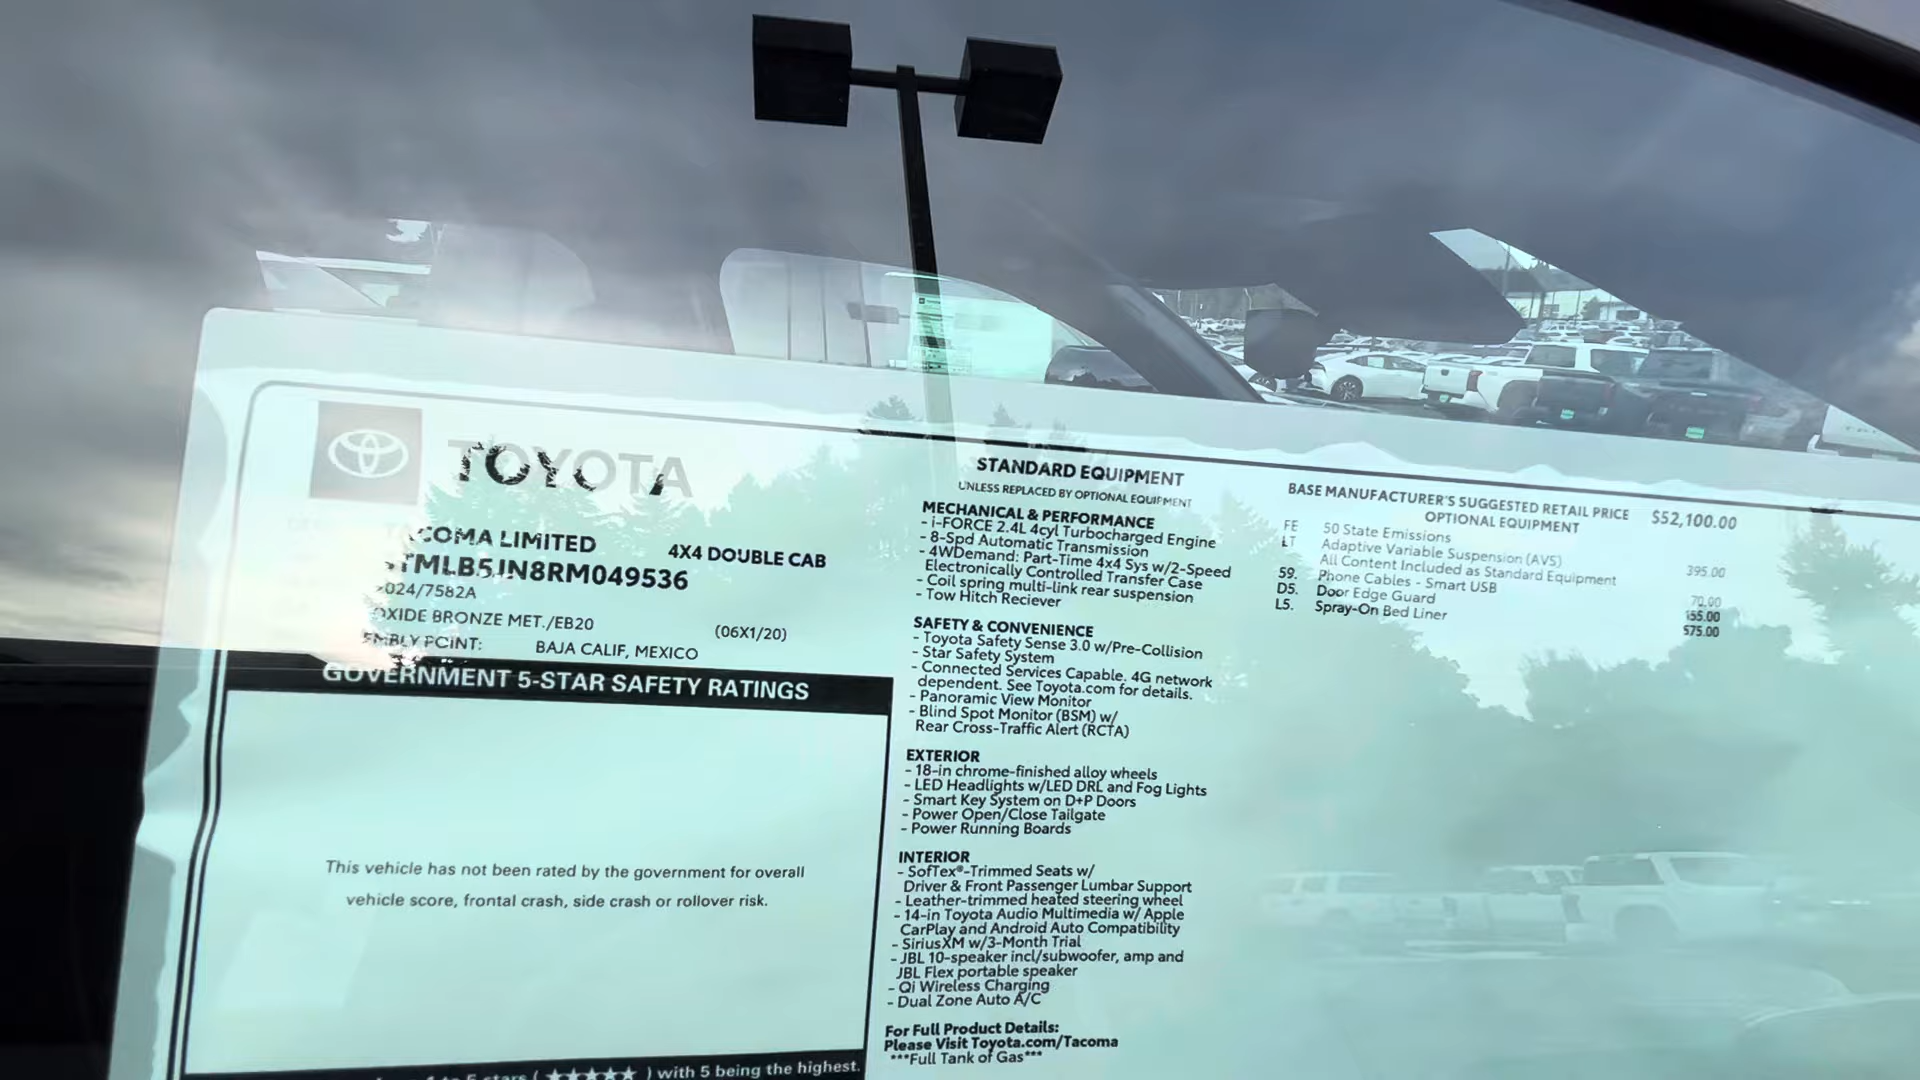 TOYOTA
TACOMA LIMITED 4X4 DOUBLE CAB
TMLB5JN8RM049536
2024/7582A
OXIDE BRONZE MET./EB20 (06X1/20)
EMBLY POINT: BAJA CALIF, MEXICO
GOVERNMENT 5-STAR SAFETY RATINGS
This vehicle has not been rated by the government for overall
vehicle score, frontal crash, side crash or rollover risk.
to 5 stars ( ★★★★★ ) with 5 being the highest.
STANDARD EQUIPMENT
UNLESS REPLACED BY OPTIONAL EQUIPMENT
MECHANICAL & PERFORMANCE
- i-FORCE 2.4L 4cyl Turbocharged Engine
- 8-Spd Automatic Transmission
- 4WDemand: Part-Time 4x4 Sys w/2-Speed
Electronically Controlled Transfer Case
- Coil spring multi-link rear suspension
- Tow Hitch Reciever
SAFETY & CONVENIENCE
- Toyota Safety Sense 3.0 w/Pre-Collision
- Star Safety System
- Connected Services Capable. 4G network
dependent. See Toyota.com for details.
- Panoramic View Monitor
- Blind Spot Monitor (BSM) w/
Rear Cross-Traffic Alert (RCTA)
EXTERIOR
- 18-in chrome-finished alloy wheels
- LED Headlights w/LED DRL and Fog Lights
- Smart Key System on D+P Doors
- Power Open/Close Tailgate
- Power Running Boards
INTERIOR
- SofTex®-Trimmed Seats w/
Driver & Front Passenger Lumbar Support
- Leather-trimmed heated steering wheel
- 14-in Toyota Audio Multimedia w/ Apple
CarPlay and Android Auto Compatibility
- SiriusXM w/3-Month Trial
- JBL 10-speaker incl/subwoofer, amp and
JBL Flex portable speaker
- Qi Wireless Charging
- Dual Zone Auto A/C
For Full Product Details:
Please Visit Toyota.com/Tacoma
***Full Tank of Gas***
BASE MANUFACTURER'S SUGGESTED RETAIL PRICE $52,100.00
OPTIONAL EQUIPMENT
FE 50 State Emissions
LT Adaptive Variable Suspension (AVS) 395.00
All Content Included as Standard Equipment
59. Phone Cables - Smart USB 70.00
D5. Door Edge Guard 155.00
L5. Spray-On Bed Liner 575.00